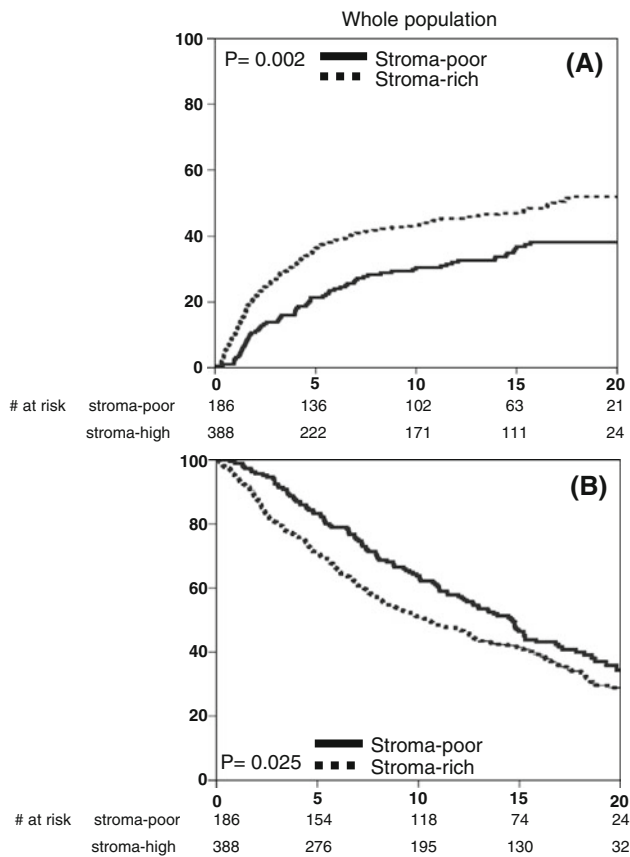 Whole population
100
P= 0.002 Stroma-poor (A)
Stroma-rich
80
60
40
20
0
0 5 10 15 20
# at risk stroma-poor 186 136 102 63 21
stroma-high 388 222 171 111 24
100
(B)
80
60
40
20
Stroma-poor
P= 0.025 Stroma-rich
0
0 5 10 15 20
# at risk stroma-poor 186 154 118 74 24
stroma-high 388 276 195 130 32